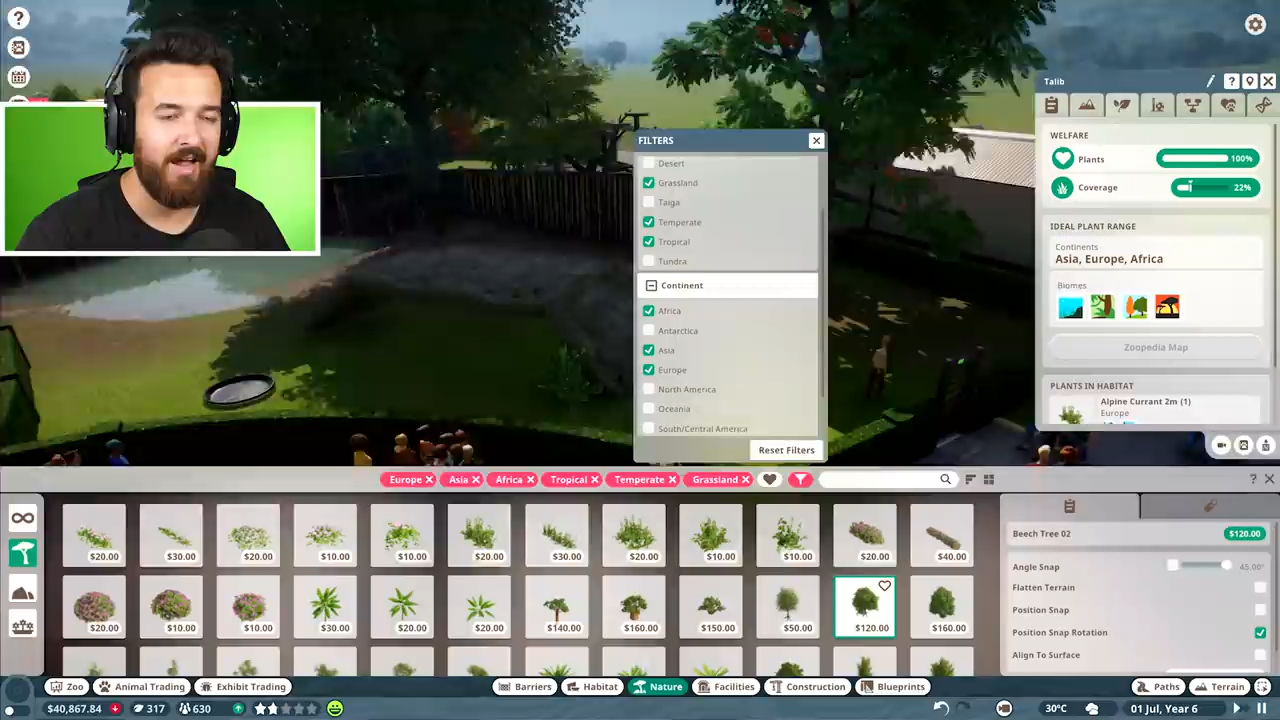 ?
Talib
?
FILTERS
Desert
Grassland
Taiga
Temperate
Tropical
Tundra
Continent
Africa
Antarctica
Asia
Europe
North America
Oceania
South/Central America
Reset Filters
WELFARE
Plants 100%
Coverage 22%
IDEAL PLANT RANGE
Continents
Asia, Europe, Africa
Biomes
Zoopedia Map
PLANTS IN HABITAT
Alpine Currant 2m (1)
Europe
Europe Asia Africa Tropical Temperate Grassland
?
$20.00 $30.00 $20.00 $10.00 $10.00 $20.00 $30.00 $20.00 $10.00 $10.00 $20.00 $40.00
$20.00 $10.00 $10.00 $30.00 $20.00 $20.00 $140.00 $160.00 $150.00 $50.00 $120.00 $160.00
Beech Tree 02 $120.00
Angle Snap 45.00°
Flatten Terrain
Position Snap
Position Snap Rotation
Align To Surface
Zoo Animal Trading Exhibit Trading Barriers Habitat Nature Facilities Construction Blueprints Paths Terrain
$40,867.84 317 630 30°C 01 Jul, Year 6